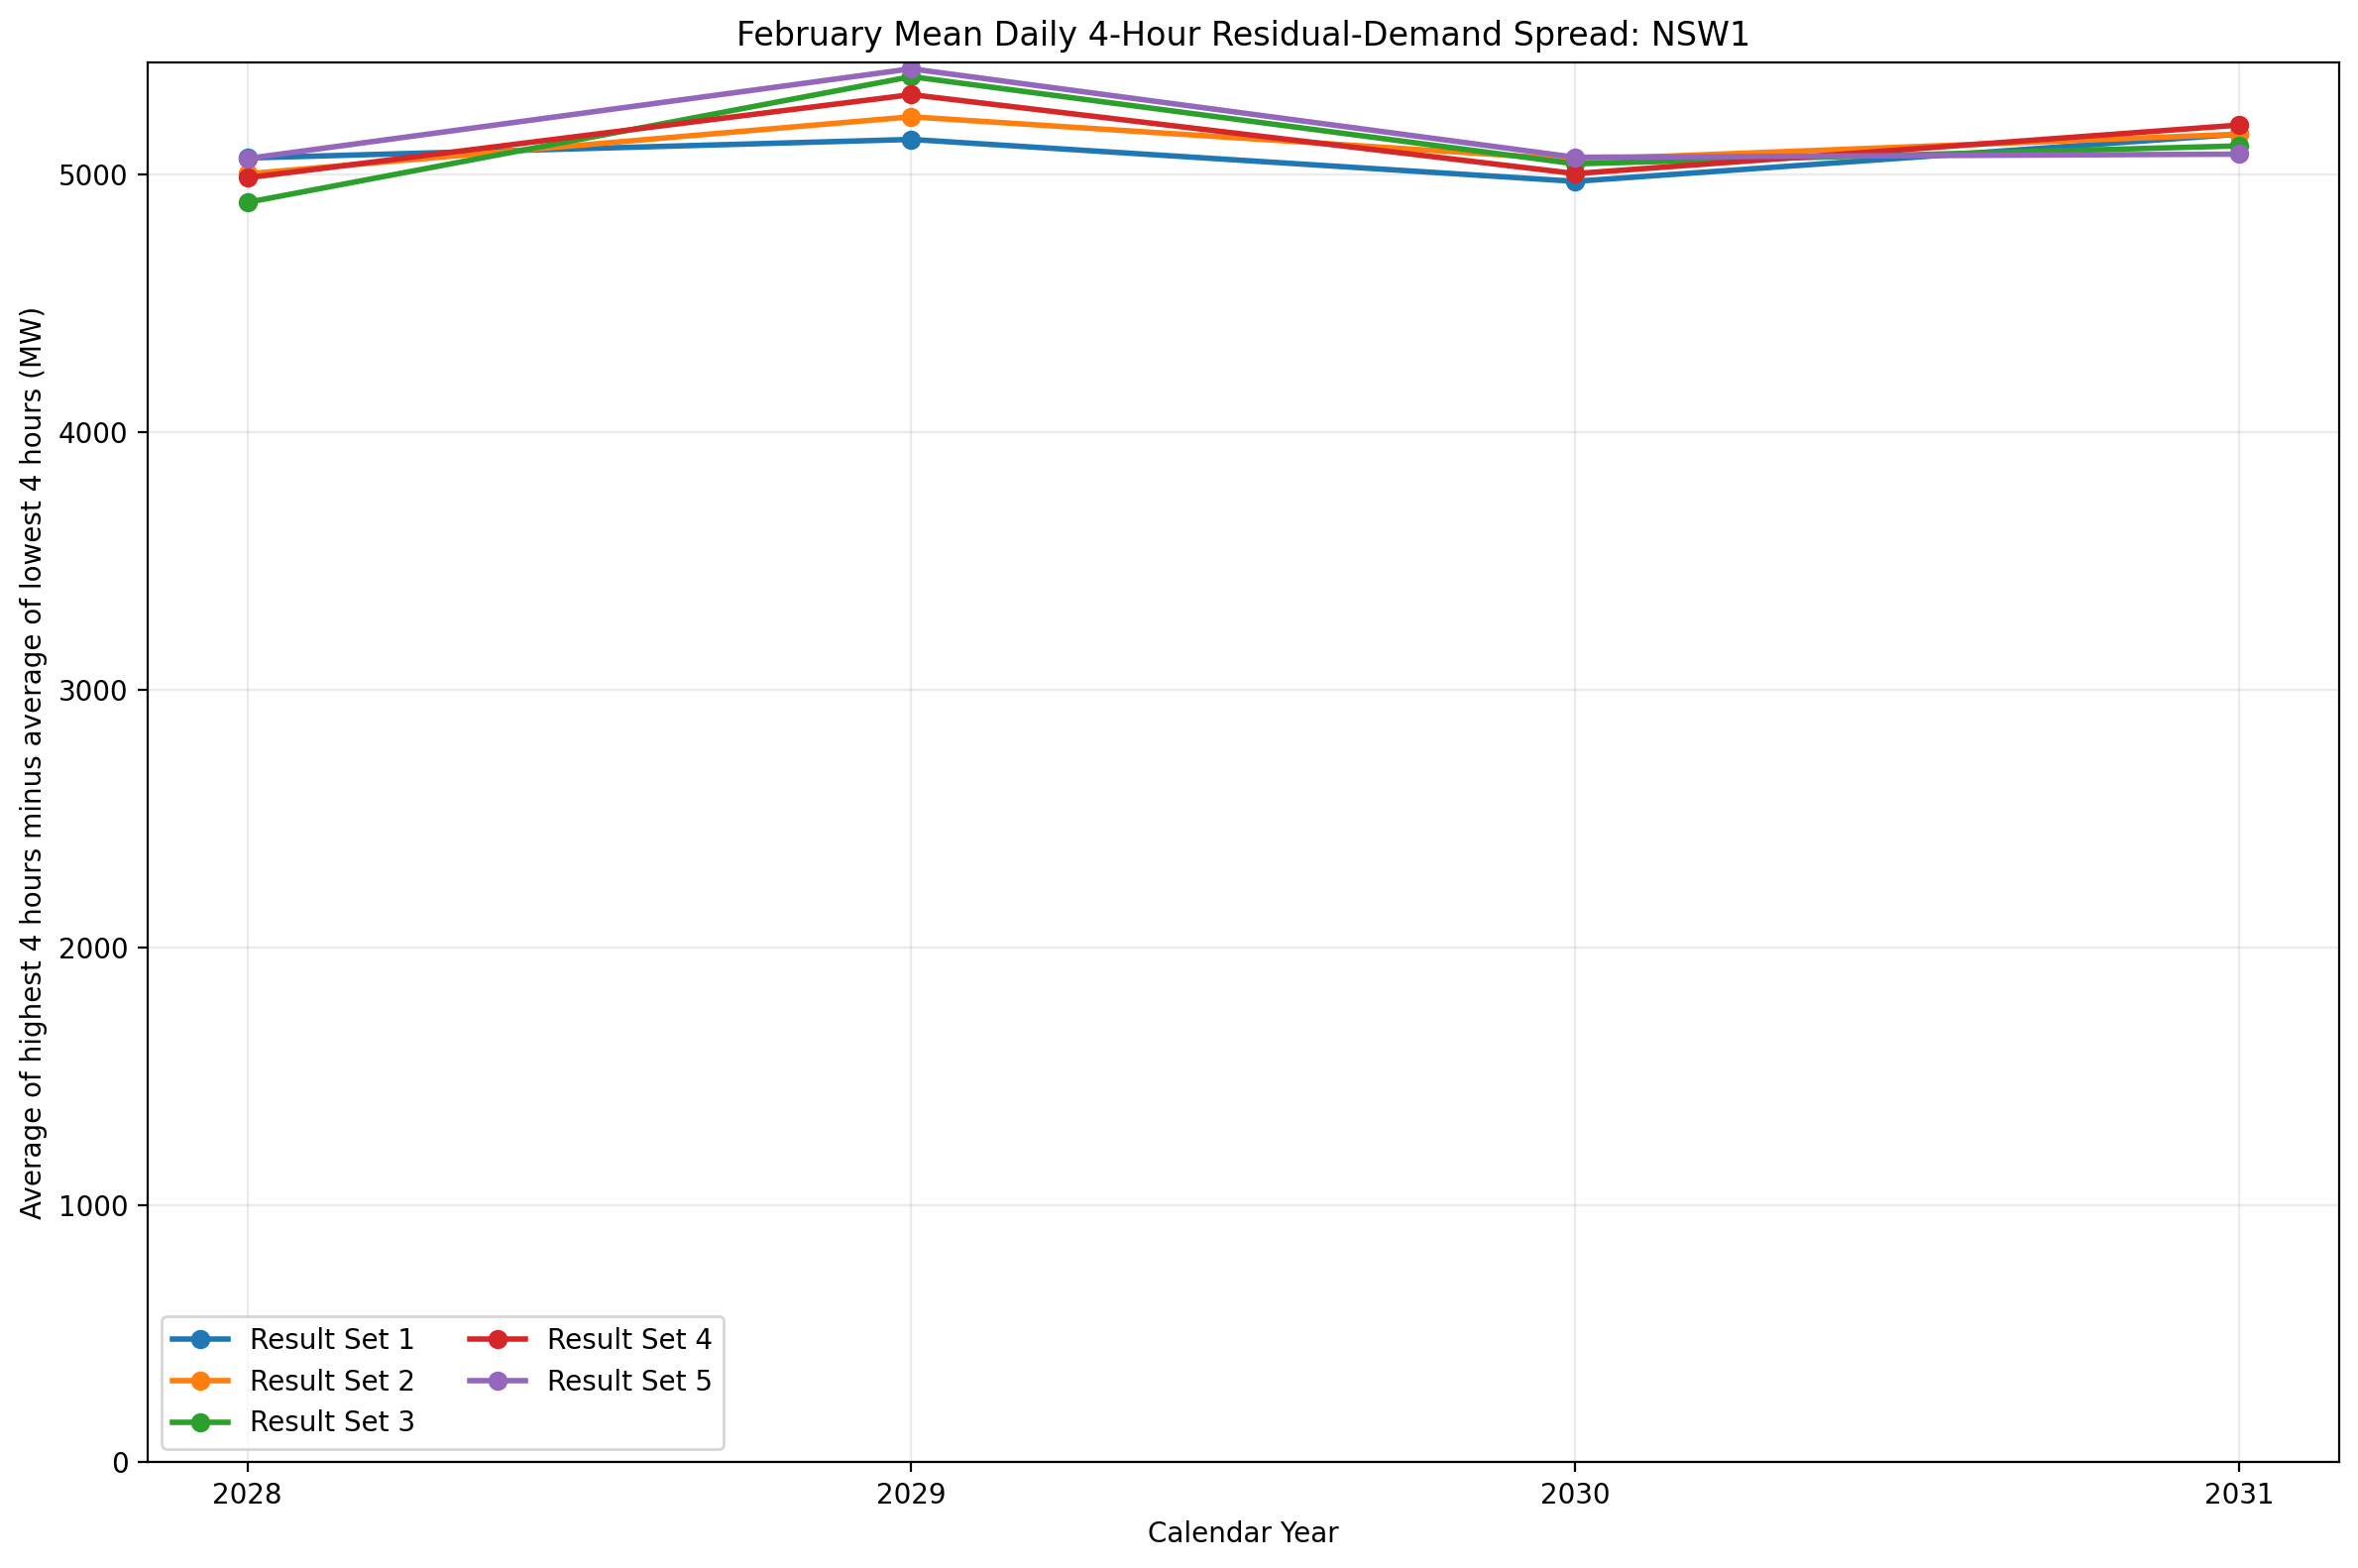 February Mean Daily 4-Hour Residual-Demand Spread: NSW1
Average of highest 4 hours minus average of lowest 4 hours (MW)
5000
4000
3000
2000
1000
0
Result Set 1
Result Set 2
Result Set 3
Result Set 4
Result Set 5
2028
2029
2030
2031
Calendar Year